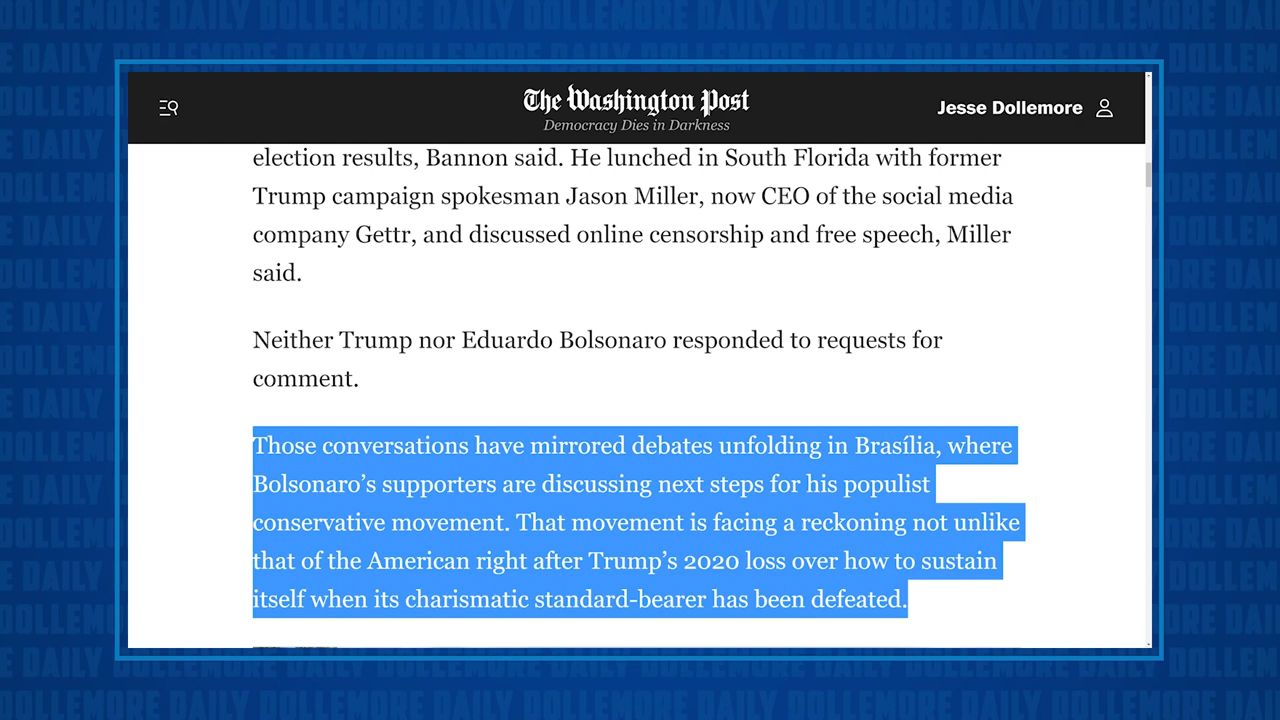 The Washington Post
Democracy Dies in Darkness
Jesse Dollemore
election results, Bannon said. He lunched in South Florida with former
Trump campaign spokesman Jason Miller, now CEO of the social media
company Gettr, and discussed online censorship and free speech, Miller
said.
Neither Trump nor Eduardo Bolsonaro responded to requests for
comment.
Those conversations have mirrored debates unfolding in Brasília, where
Bolsonaro’s supporters are discussing next steps for his populist
conservative movement. That movement is facing a reckoning not unlike
that of the American right after Trump’s 2020 loss over how to sustain
itself when its charismatic standard-bearer has been defeated.